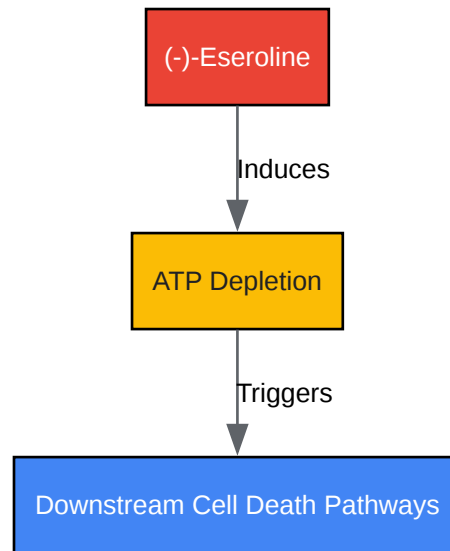 (-)-Eseroline
Induces
ATP Depletion
Triggers
Downstream Cell Death Pathways